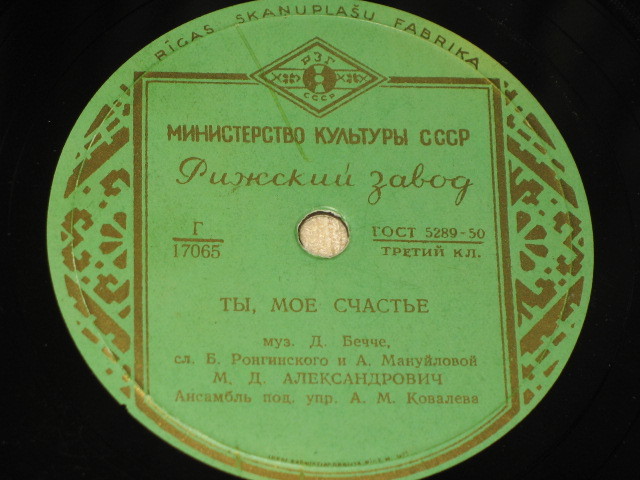 RĪGAS SKAŅUPLAŠU FABRIKA
РЗГ
СССР
МИНИСТЕРСТВО КУЛЬТУРЫ СССР
Рижский завод
Г
17065
ГОСТ 5289-50
ТРЕТИЙ КЛ.
ТЫ, МОЕ СЧАСТЬЕ
муз. Д. Бечче,
сл. Б. Ронгинского и А. Мануйловой
М. Д. АЛЕКСАНДРОВИЧ
Ансамбль под. упр. А. М. Ковалева